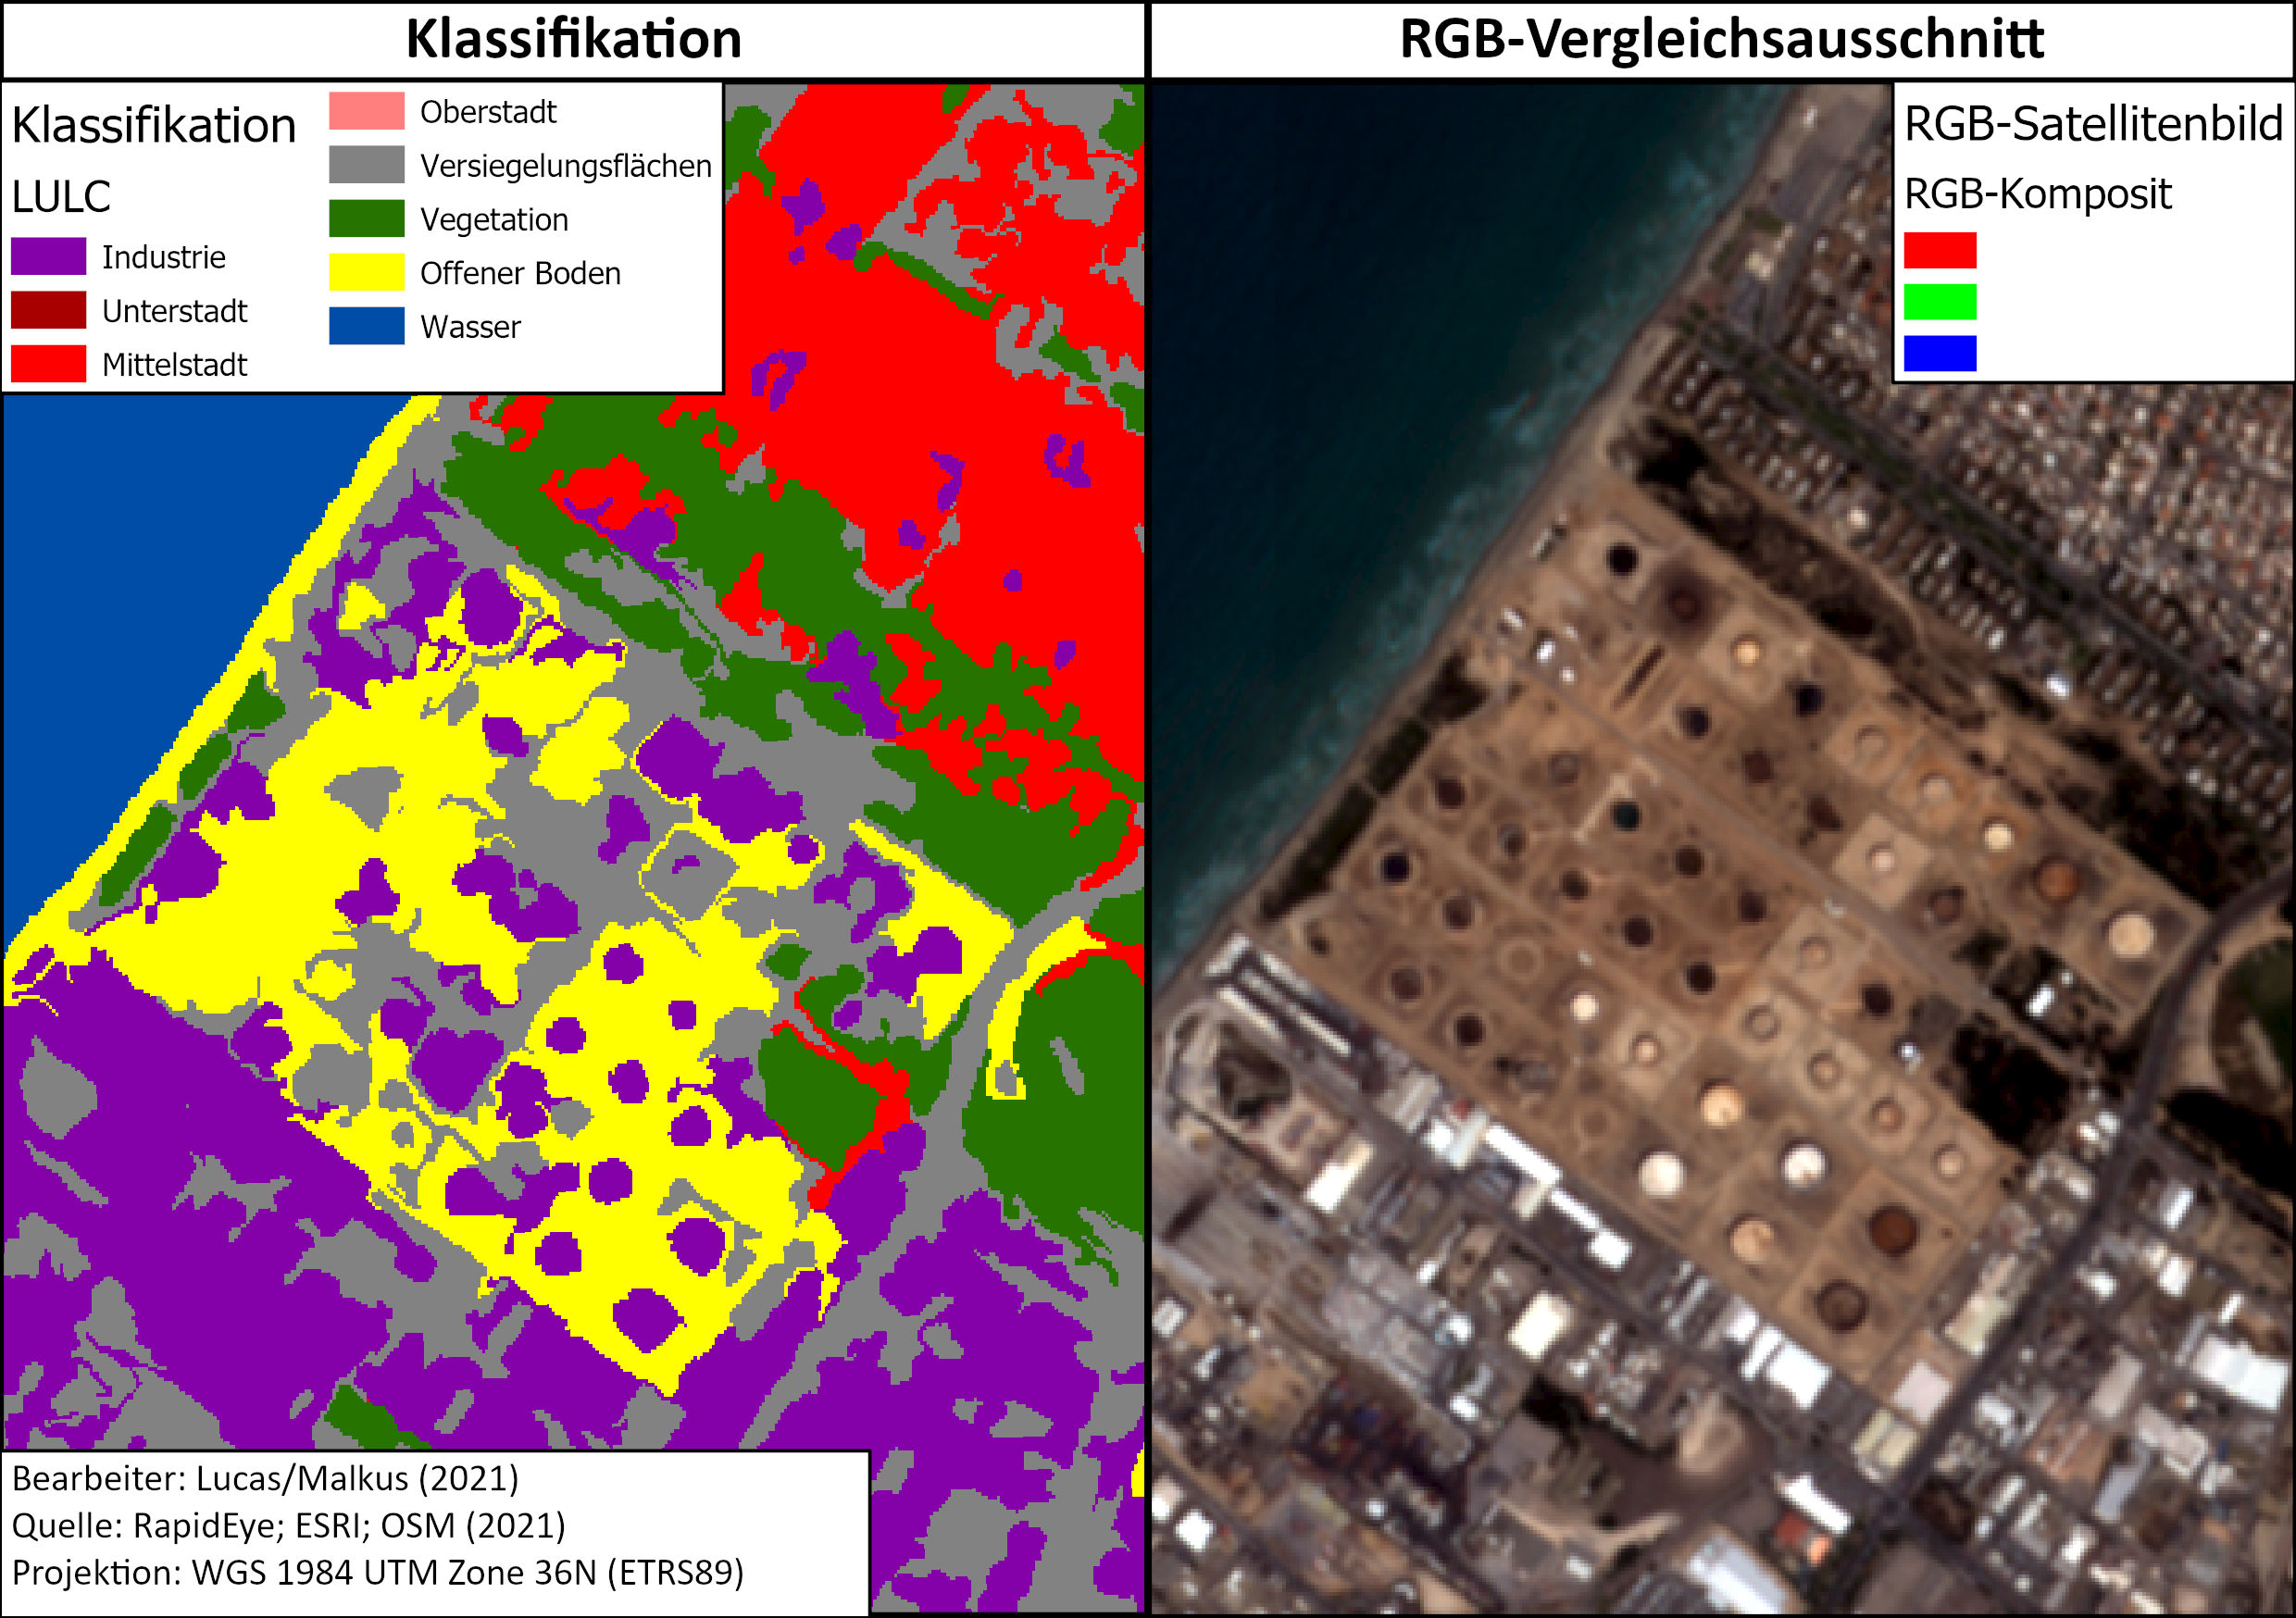 Klassifikation
RGB-Vergleichsausschnitt
Klassifikation
LULC
Industrie
Unterstadt
Mittelstadt
Oberstadt
Versiegelungsflächen
Vegetation
Offener Boden
Wasser
RGB-Satellitenbild
RGB-Komposit
Bearbeiter: Lucas/Malkus (2021)
Quelle: RapidEye; ESRI; OSM (2021)
Projektion: WGS 1984 UTM Zone 36N (ETRS89)